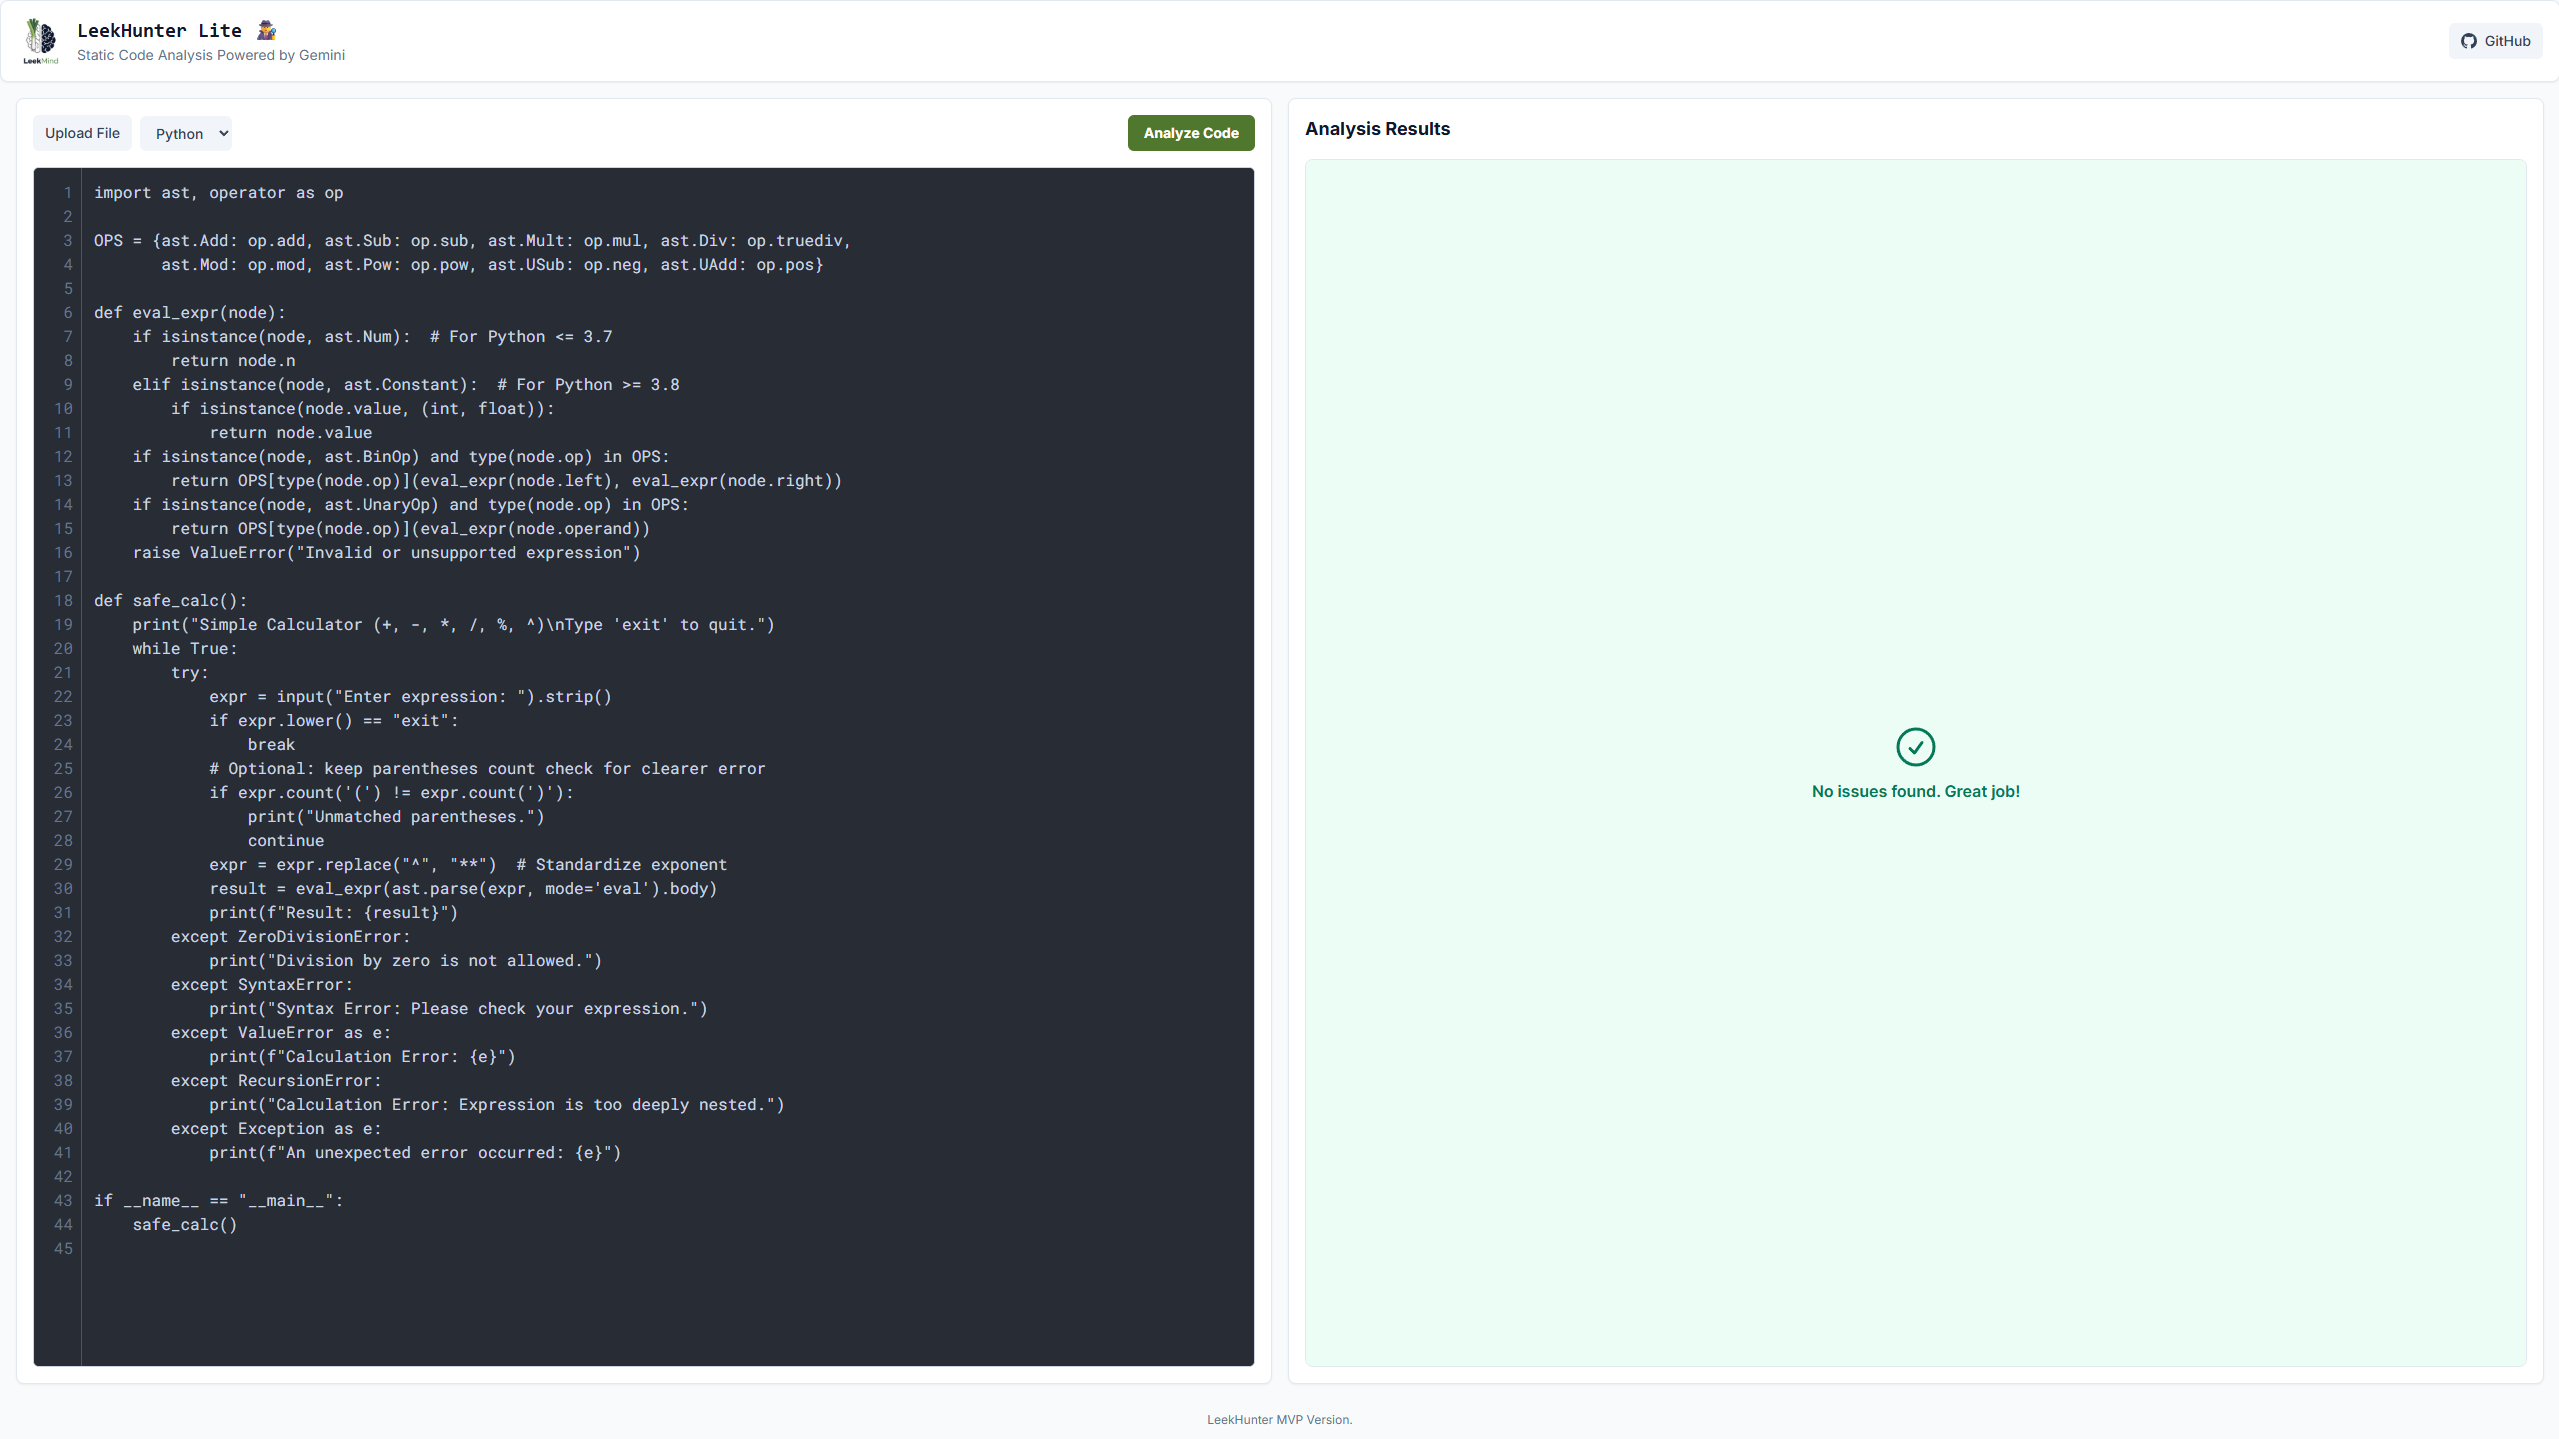 LeekMind
LeekHunter Lite
Static Code Analysis Powered by Gemini
GitHub
Upload File
Python
Analyze Code
1 import ast, operator as op
2
3 OPS = {ast.Add: op.add, ast.Sub: op.sub, ast.Mult: op.mul, ast.Div: op.truediv,
4        ast.Mod: op.mod, ast.Pow: op.pow, ast.USub: op.neg, ast.UAdd: op.pos}
5
6 def eval_expr(node):
7     if isinstance(node, ast.Num):  # For Python <= 3.7
8         return node.n
9     elif isinstance(node, ast.Constant):  # For Python >= 3.8
10         if isinstance(node.value, (int, float)):
11             return node.value
12     if isinstance(node, ast.BinOp) and type(node.op) in OPS:
13         return OPS[type(node.op)](eval_expr(node.left), eval_expr(node.right))
14     if isinstance(node, ast.UnaryOp) and type(node.op) in OPS:
15         return OPS[type(node.op)](eval_expr(node.operand))
16     raise ValueError("Invalid or unsupported expression")
17
18 def safe_calc():
19     print("Simple Calculator (+, -, *, /, %, ^)\nType 'exit' to quit.")
20     while True:
21         try:
22             expr = input("Enter expression: ").strip()
23             if expr.lower() == "exit":
24                 break
25             # Optional: keep parentheses count check for clearer error
26             if expr.count('(') != expr.count(')'):
27                 print("Unmatched parentheses.")
28                 continue
29             expr = expr.replace("^", "**")  # Standardize exponent
30             result = eval_expr(ast.parse(expr, mode='eval').body)
31             print(f"Result: {result}")
32         except ZeroDivisionError:
33             print("Division by zero is not allowed.")
34         except SyntaxError:
35             print("Syntax Error: Please check your expression.")
36         except ValueError as e:
37             print(f"Calculation Error: {e}")
38         except RecursionError:
39             print("Calculation Error: Expression is too deeply nested.")
40         except Exception as e:
41             print(f"An unexpected error occurred: {e}")
42
43 if __name__ == "__main__":
44     safe_calc()
45
Analysis Results
No issues found. Great job!
LeekHunter MVP Version.